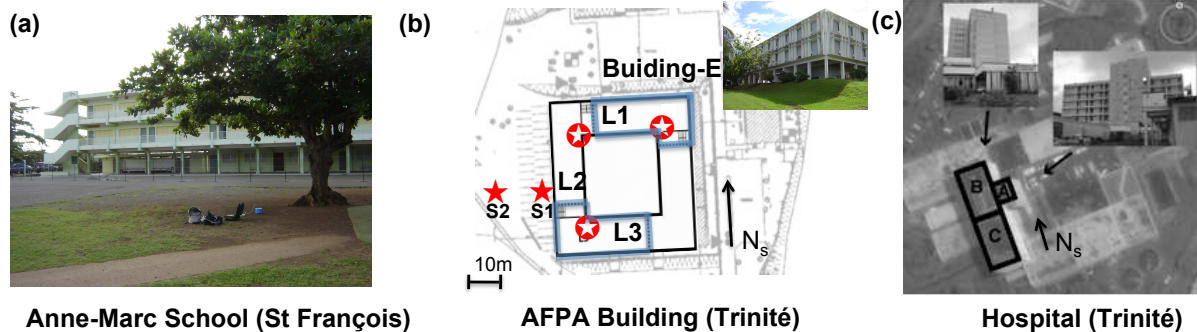 (a)
(b)
(c)
Buiding-E
L1
L2
S2
S1
L3
Ns
10m
B
A
C
Ns
Anne-Marc School (St François)
AFPA Building (Trinité)
Hospital (Trinité)